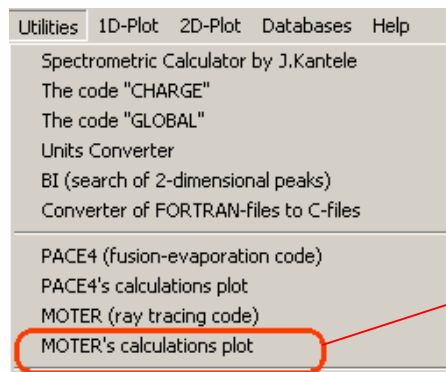 Utilities 1D-Plot 2D-Plot Databases Help
Spectrometric Calculator by J.Kantele
The code "CHARGE"
The code "GLOBAL"
Units Converter
BI (search of 2-dimensional peaks)
Converter of FORTRAN-files to C-files
PACE4 (fusion-evaporation code)
PACE4's calculations plot
MOTER (ray tracing code)
MOTER's calculations plot